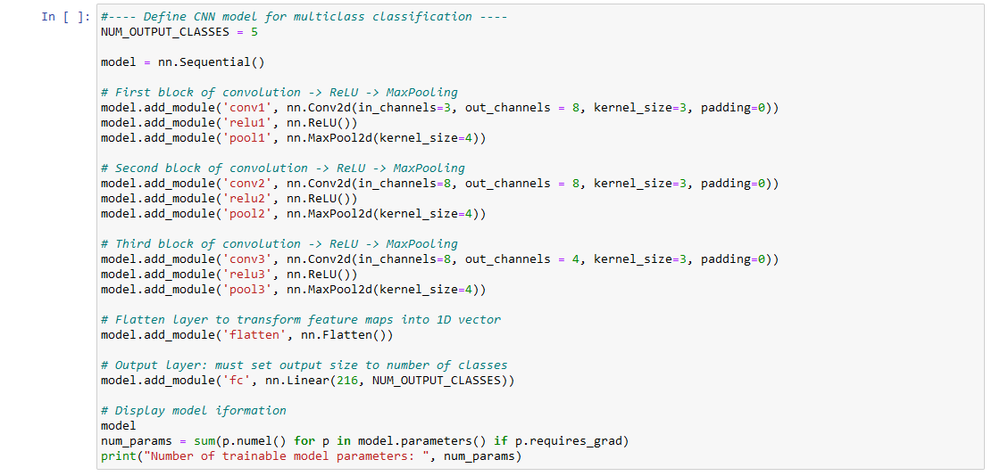 In [ ]: #---- Define CNN model for multiclass classification ----
NUM_OUTPUT_CLASSES = 5
model = nn.Sequential()
# First block of convolution -> ReLU -> MaxPooling
model.add_module('conv1', nn.Conv2d(in_channels=3, out_channels = 8, kernel_size=3, padding=0))
model.add_module('relu1', nn.ReLU())
model.add_module('pool1', nn.MaxPool2d(kernel_size=4))
# Second block of convolution -> ReLU -> MaxPooling
model.add_module('conv2', nn.Conv2d(in_channels=8, out_channels = 8, kernel_size=3, padding=0))
model.add_module('relu2', nn.ReLU())
model.add_module('pool2', nn.MaxPool2d(kernel_size=4))
# Third block of convolution -> ReLU -> MaxPooling
model.add_module('conv3', nn.Conv2d(in_channels=8, out_channels = 4, kernel_size=3, padding=0))
model.add_module('relu3', nn.ReLU())
model.add_module('pool3', nn.MaxPool2d(kernel_size=4))
# Flatten layer to transform feature maps into 1D vector
model.add_module('flatten', nn.Flatten())
# Output layer: must set output size to number of classes
model.add_module('fc', nn.Linear(216, NUM_OUTPUT_CLASSES))
# Display model iformation
model
num_params = sum(p.numel() for p in model.parameters() if p.requires_grad)
print("Number of trainable model parameters: ", num_params)